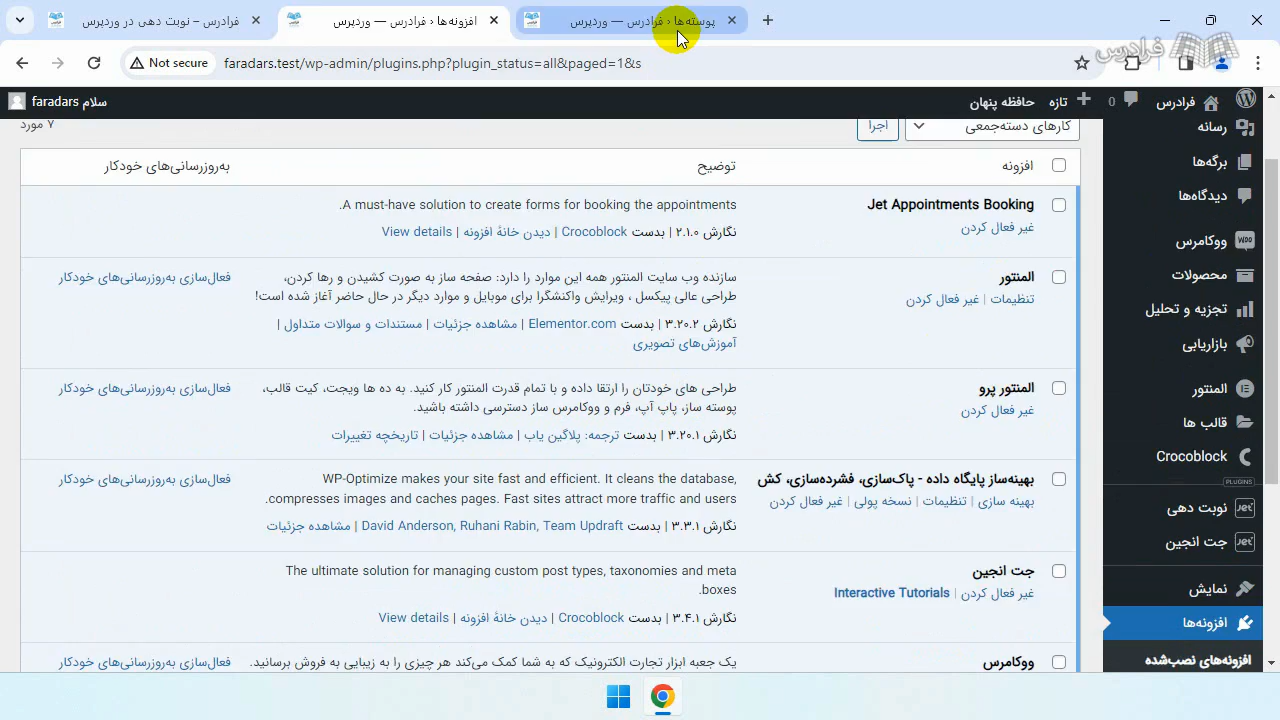 فرادرس – نوبت دهی در وردپرس
افزونه‌ها ‹ فرادرس — وردپرس
پوسته‌ها ‹ فرادرس — وردپرس
Not secure
فرادرس
فرادرس
0
تازه
حافظه پنهان
سلام faradars
رسانه
برگه‌ها
دیدگاه‌ها
ووکامرس
محصولات
تجزیه و تحلیل
بازاریابی
المنتور
قالب ها
Crocoblock
PLUGINS
نوبت دهی
جت انجین
نمایش
افزونه‌ها
افزونه‌های نصب‌شده
کارهای دسته‌جمعی
اجرا
۷ مورد
افزونه
توضیح
به‌روزرسانی‌های خودکار
Jet Appointments Booking
غیر فعال کردن
A must-have solution to create forms for booking the appointments.
نگارش ۲.۱.۰ | بدست Crocoblock | دیدن خانهٔ افزونه | View details
المنتور
تنظیمات | غیر فعال کردن
سازنده وب سایت المنتور همه این موارد را دارد: صفحه ساز به صورت کشیدن و رها کردن،
طراحی عالی پیکسل ، ویرایش واکنشگرا برای موبایل و موارد دیگر در حال حاضر آغاز شده است!
نگارش ۳.۲۰.۲ | بدست Elementor.com | مشاهده جزئیات | مستندات و سوالات متداول |
آموزش‌های تصویری
فعال‌سازی به‌روزرسانی‌های خودکار
المنتور پرو
غیر فعال کردن
طراحی های خودتان را ارتقا داده و با تمام قدرت المنتور کار کنید. به ده ها ویجت، کیت قالب،
پوسته ساز، پاپ آپ، فرم و ووکامرس ساز دسترسی داشته باشید.
نگارش ۳.۲۰.۱ | بدست ترجمه: پلاگین یاب | مشاهده جزئیات | تاریخچه تغییرات
فعال‌سازی به‌روزرسانی‌های خودکار
بهینه‌ساز پایگاه داده - پاک‌سازی، فشرده‌سازی، کش
بهینه سازی | تنظیمات | نسخه پولی | غیر فعال کردن
WP-Optimize makes your site fast and efficient. It cleans the database,
compresses images and caches pages. Fast sites attract more traffic and users.
نگارش ۳.۳.۱ | بدست David Anderson, Ruhani Rabin, Team Updraft | مشاهده جزئیات
فعال‌سازی به‌روزرسانی‌های خودکار
جت انجین
غیر فعال کردن | Interactive Tutorials
The ultimate solution for managing custom post types, taxonomies and meta
boxes.
نگارش ۳.۴.۱ | بدست Crocoblock | دیدن خانهٔ افزونه | View details
ووکامرس
یک جعبه ابزار تجارت الکترونیک که به شما کمک می‌کند هر چیزی را به زیبایی به فروش برسانید.
فعال‌سازی به‌روزرسانی‌های خودکار